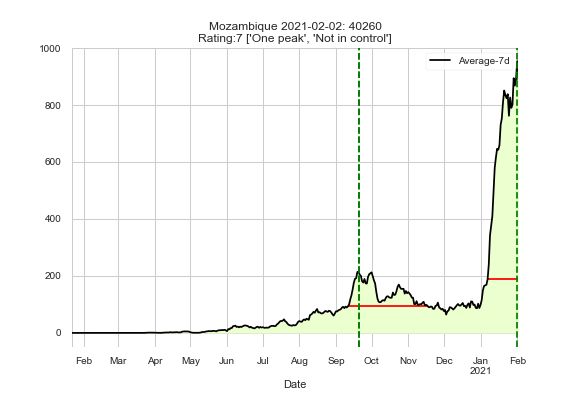 Mozambique 2021-02-02: 40260
Rating:7 ['One peak', 'Not in control']
Average-7d
1000
800
600
400
200
0
Feb Mar Apr May Jun Jul Aug Sep Oct Nov Dec Jan Feb
2021
Date